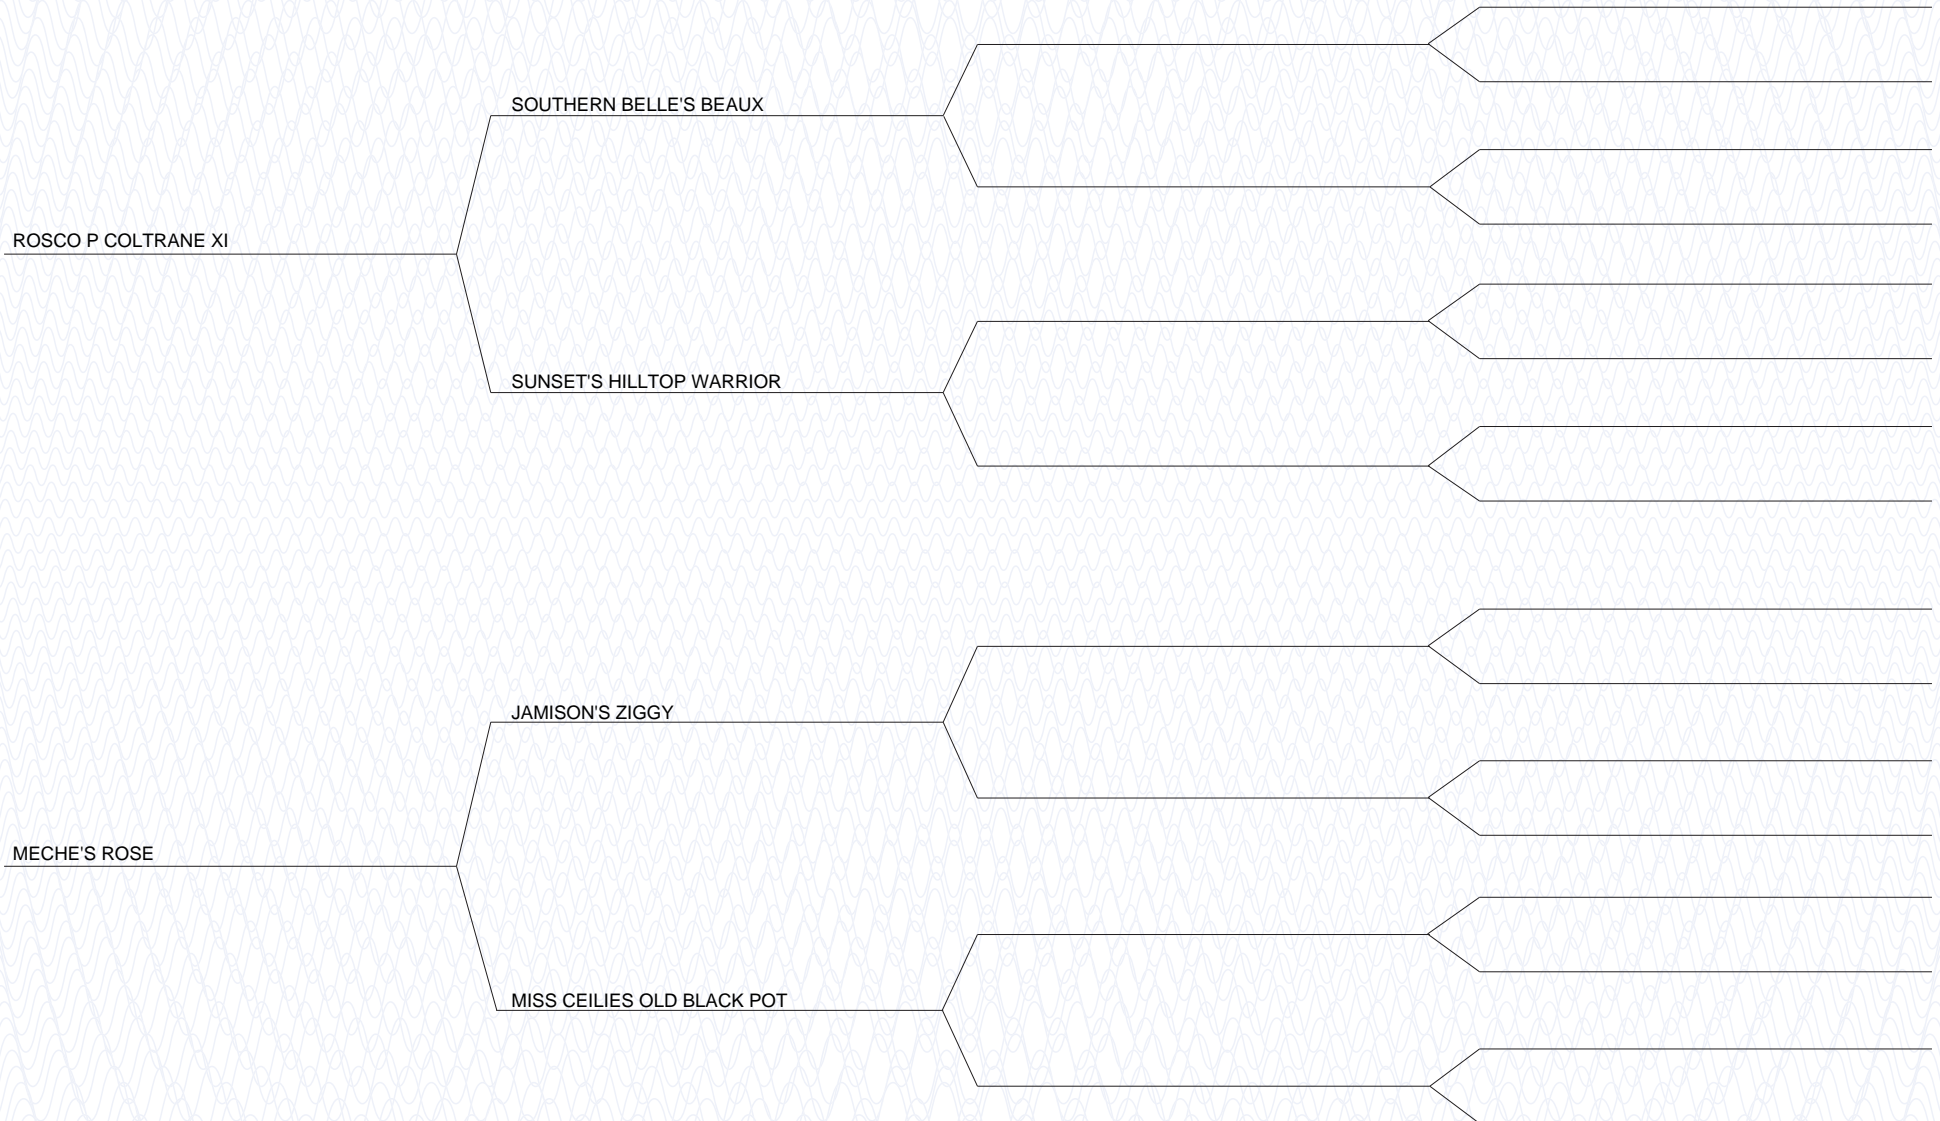 SOUTHERN BELLE'S BEAUX
ROSCO P COLTRANE XI
SUNSET'S HILLTOP WARRIOR
JAMISON'S ZIGGY
MECHE'S ROSE
MISS CEILIES OLD BLACK POT